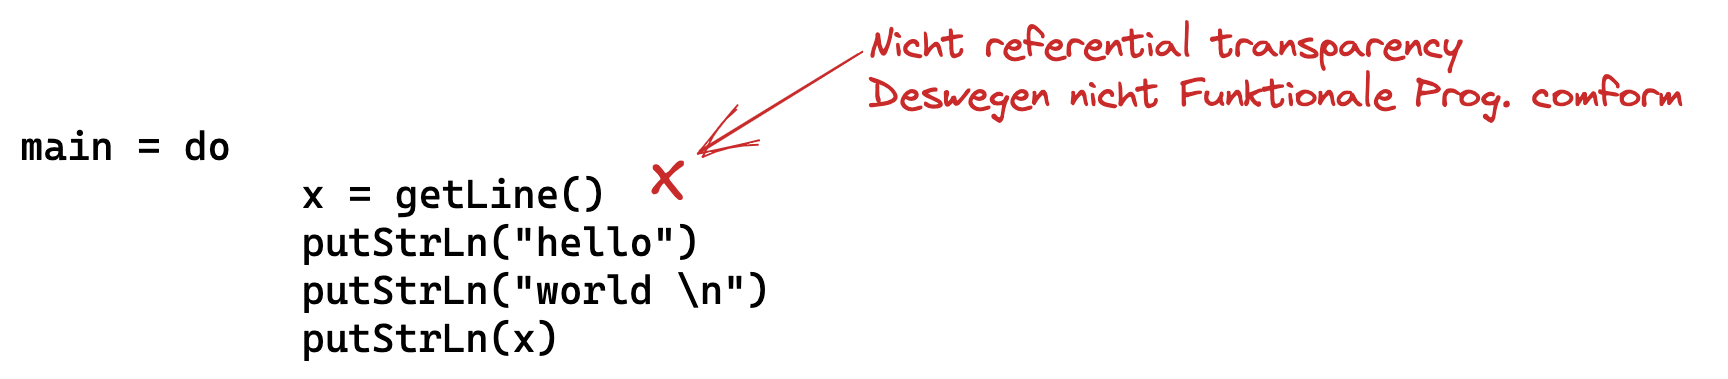 Nicht referential transparency
Deswegen nicht Funktionale Prog. comform
main = do
x = getLine() x
putStrLn("hello")
putStrLn("world \n")
putStrLn(x)